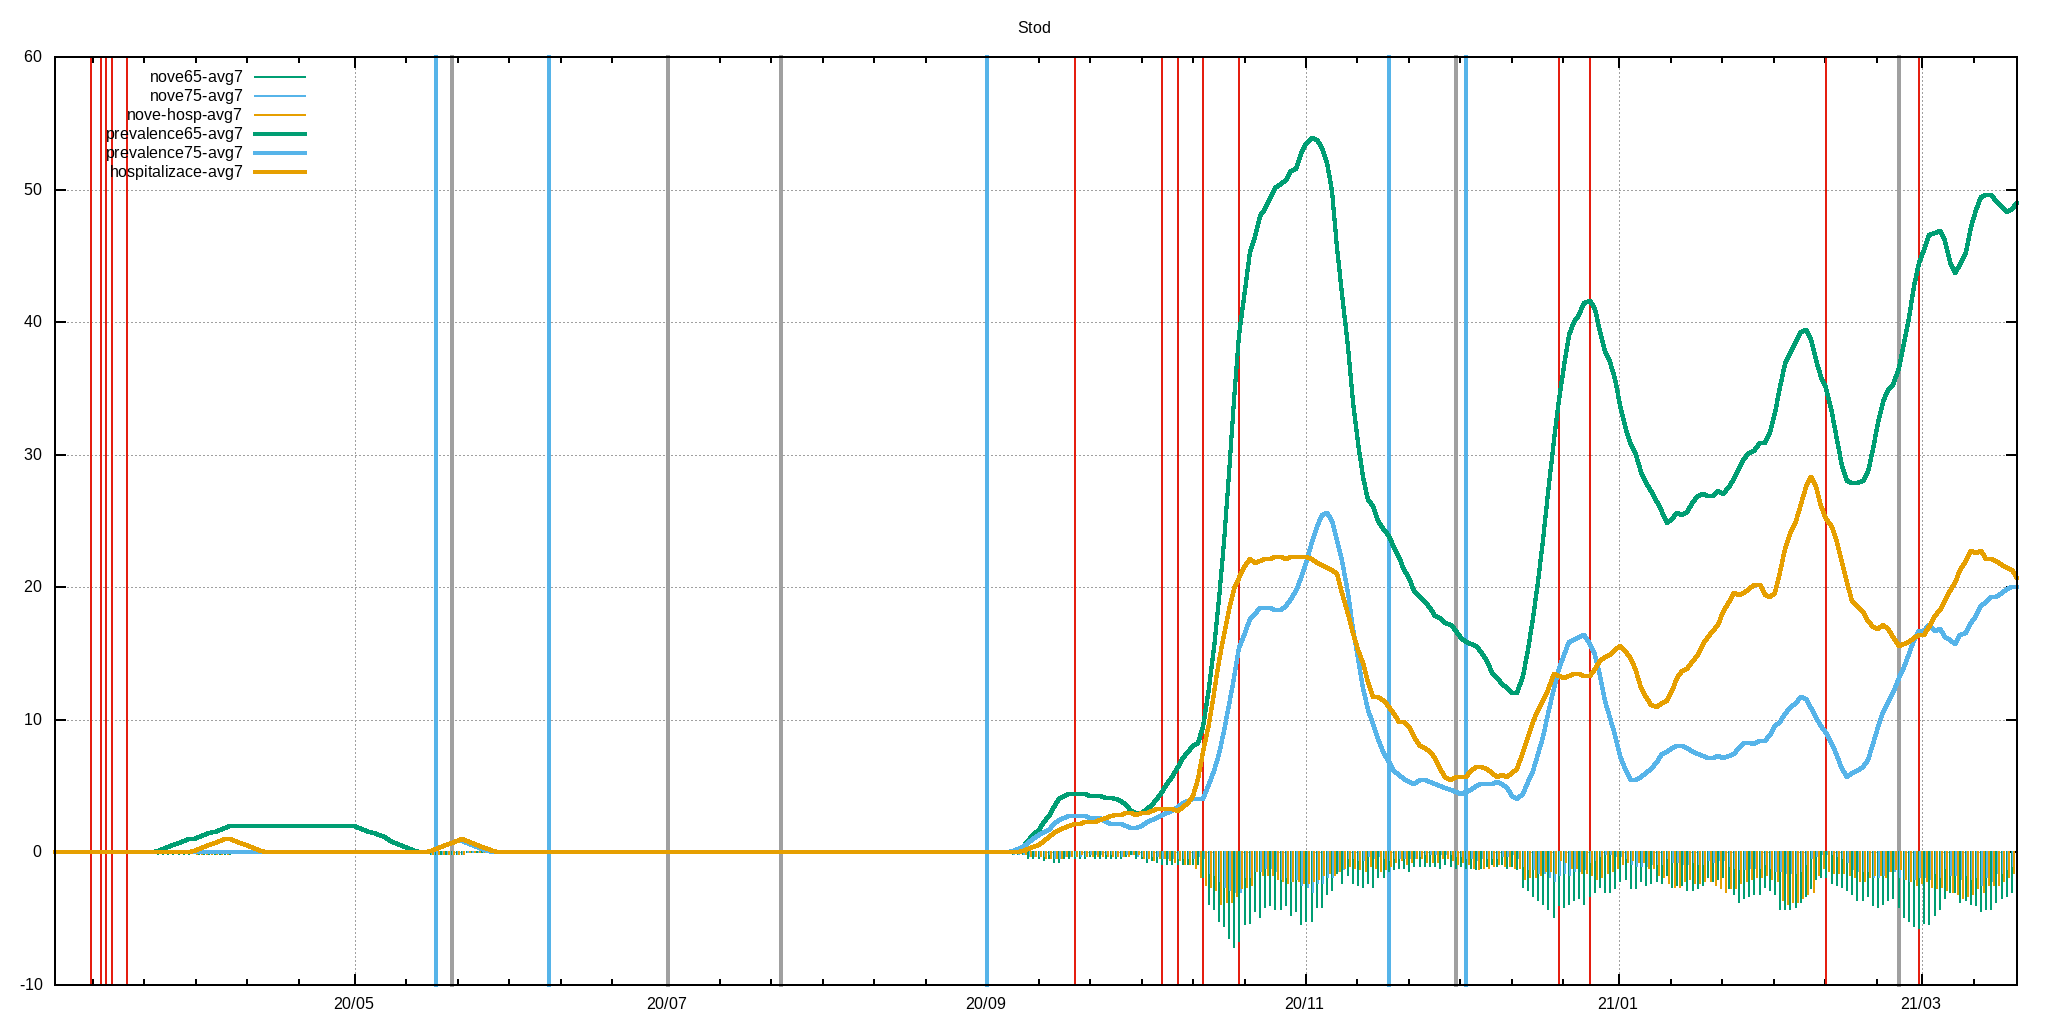 Stod
60
nove65-avg7
nove75-avg7
nove-hosp-avg7
prevalence65-avg7
prevalence75-avg7
hospitalizace-avg7
50
40
30
20
10
0
-10
20/05 20/07 20/09 20/11 21/01 21/03